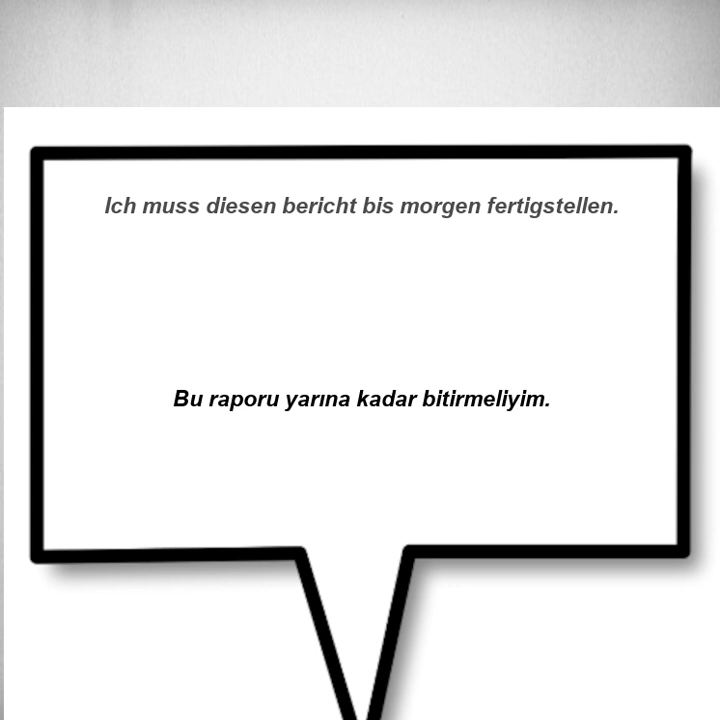 Ich muss diesen bericht bis morgen fertigstellen.
Bu raporu yarına kadar bitirmeliyim.